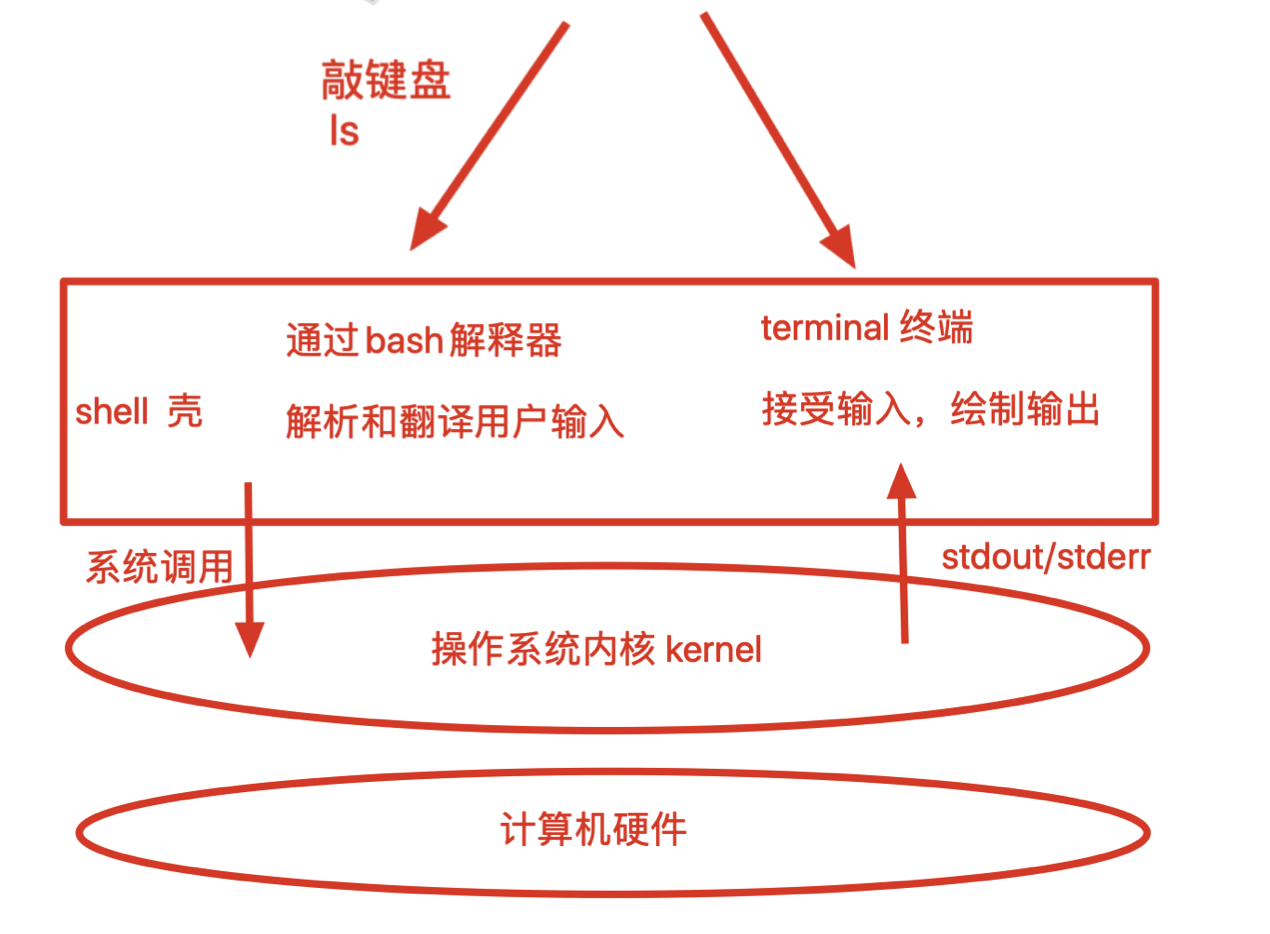 敲键盘
ls
通过bash解释器
terminal 终端
shell 壳
解析和翻译用户输入
接受输入，绘制输出
系统调用
stdout/stderr
操作系统内核 kernel
计算机硬件